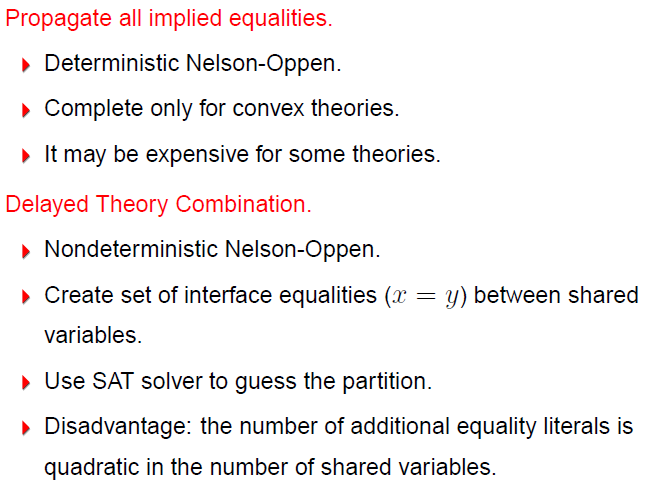 Propagate all implied equalities.
Deterministic Nelson-Oppen.
Complete only for convex theories.
It may be expensive for some theories.
Delayed Theory Combination.
Nondeterministic Nelson-Oppen.
Create set of interface equalities (x = y) between shared
variables.
Use SAT solver to guess the partition.
Disadvantage: the number of additional equality literals is
quadratic in the number of shared variables.